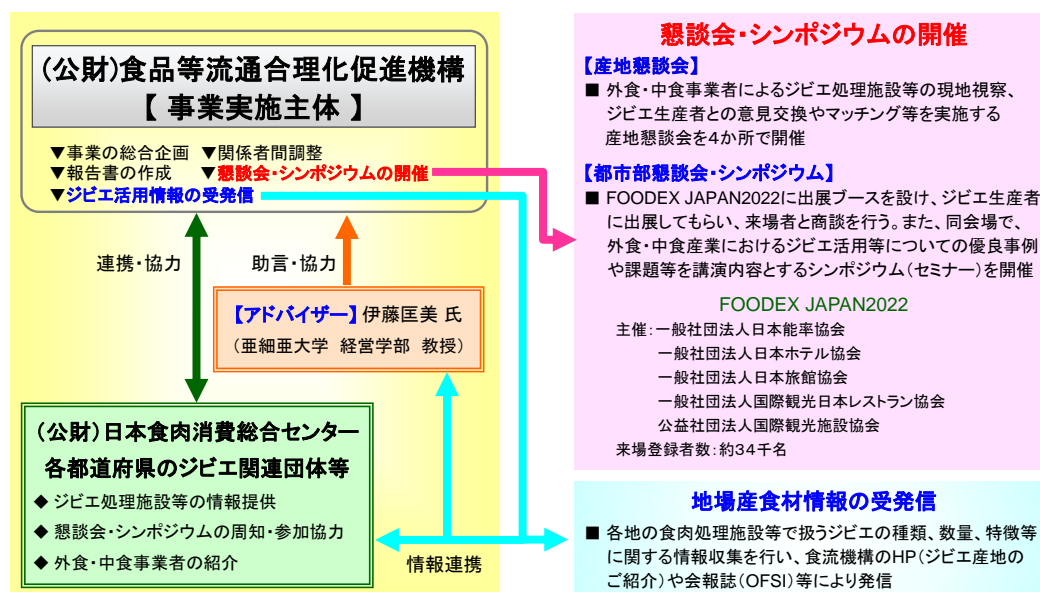 (公財)食品等流通合理化促進機構
【 事業実施主体 】
▼事業の総合企画 ▼関係者間調整
▼報告書の作成 ▼懇談会・シンポジウムの開催
▼ジビエ活用情報の受発信
連携・協力
助言・協力
【アドバイザー】伊藤匡美 氏
(亜細亜大学 経営学部 教授)
(公財)日本食肉消費総合センター
各都道府県のジビエ関連団体等
◆ ジビエ処理施設等の情報提供
◆ 懇談会・シンポジウムの周知・参加協力
◆ 外食・中食事業者の紹介
情報連携
懇談会・シンポジウムの開催
【産地懇談会】
■ 外食・中食事業者によるジビエ処理施設等の現地視察、
ジビエ生産者との意見交換やマッチング等を実施する
産地懇談会を4か所で開催
【都市部懇談会・シンポジウム】
■ FOODEX JAPAN2022に出展ブースを設け、ジビエ生産者
に出展してもらい、来場者と商談を行う。また、同会場で、
外食・中食産業におけるジビエ活用等についての優良事例
や課題等を講演内容とするシンポジウム(セミナー)を開催
FOODEX JAPAN2022
主催:一般社団法人日本能率協会
一般社団法人日本ホテル協会
一般社団法人日本旅館協会
一般社団法人国際観光日本レストラン協会
公益社団法人国際観光施設協会
来場登録者数:約34千名
地場産食材情報の受発信
■ 各地の食肉処理施設等で扱うジビエの種類、数量、特徴等
に関する情報収集を行い、食流機構のHP(ジビエ産地の
ご紹介)や会報誌(OFSI)等により発信